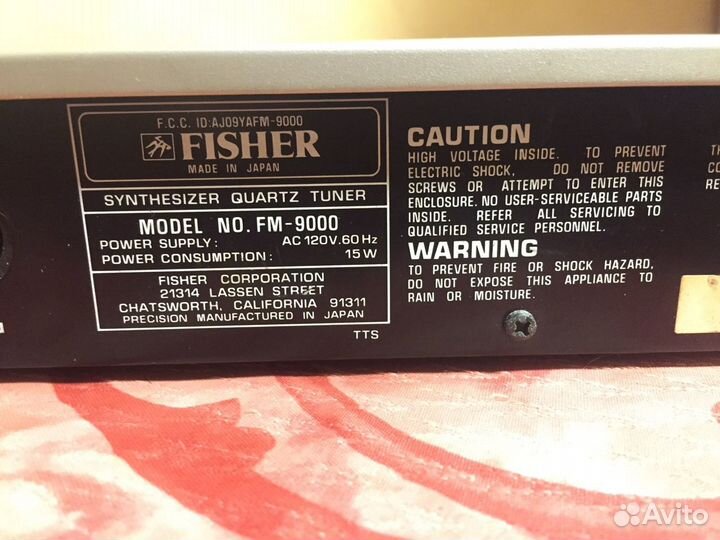 F.C.C. ID:AJO9YAFM-9000
FISHER
MADE IN JAPAN
SYNTHESIZER QUARTZ TUNER
MODEL NO. FM-9000
POWER SUPPLY: AC 120V. 60Hz
POWER CONSUMPTION: 15W
FISHER CORPORATION
21314 LASSEN STREET
CHATSWORTH, CALIFORNIA 91311
PRECISION MANUFACTURED IN JAPAN
TTS
CAUTION
HIGH VOLTAGE INSIDE. TO PREVENT
ELECTRIC SHOCK, DO NOT REMOVE
SCREWS OR ATTEMPT TO ENTER THIS
ENCLOSURE. NO USER-SERVICEABLE PARTS
INSIDE. REFER ALL SERVICING TO
QUALIFIED SERVICE PERSONNEL.
WARNING
TO PREVENT FIRE OR SHOCK HAZARD,
DO NOT EXPOSE THIS APPLIANCE TO
RAIN OR MOISTURE.
Avito